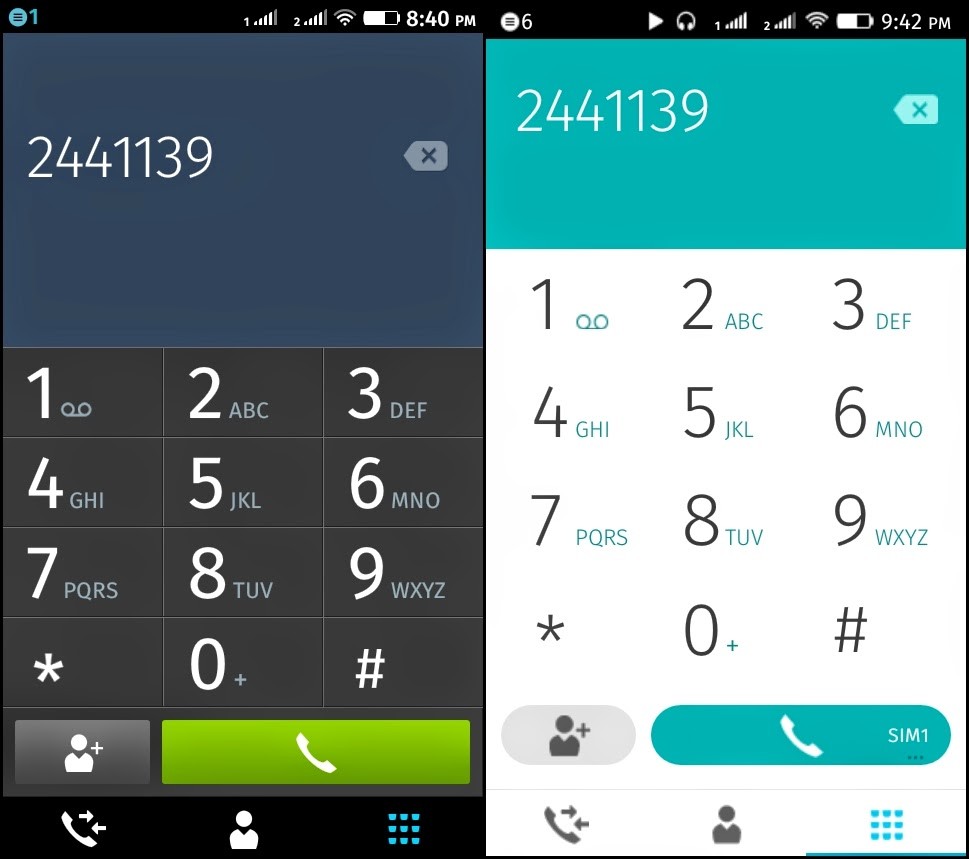 1 1 2 8:40 PM
2441139
1
2 ABC
3 DEF
4 GHI
5 JKL
6 MNO
7 PQRS
8 TUV
9 WXYZ
*
0 +
#
6 1 2 9:42 PM
2441139
1
2 ABC
3 DEF
4 GHI
5 JKL
6 MNO
7 PQRS
8 TUV
9 WXYZ
*
0 +
#
SIM1
...